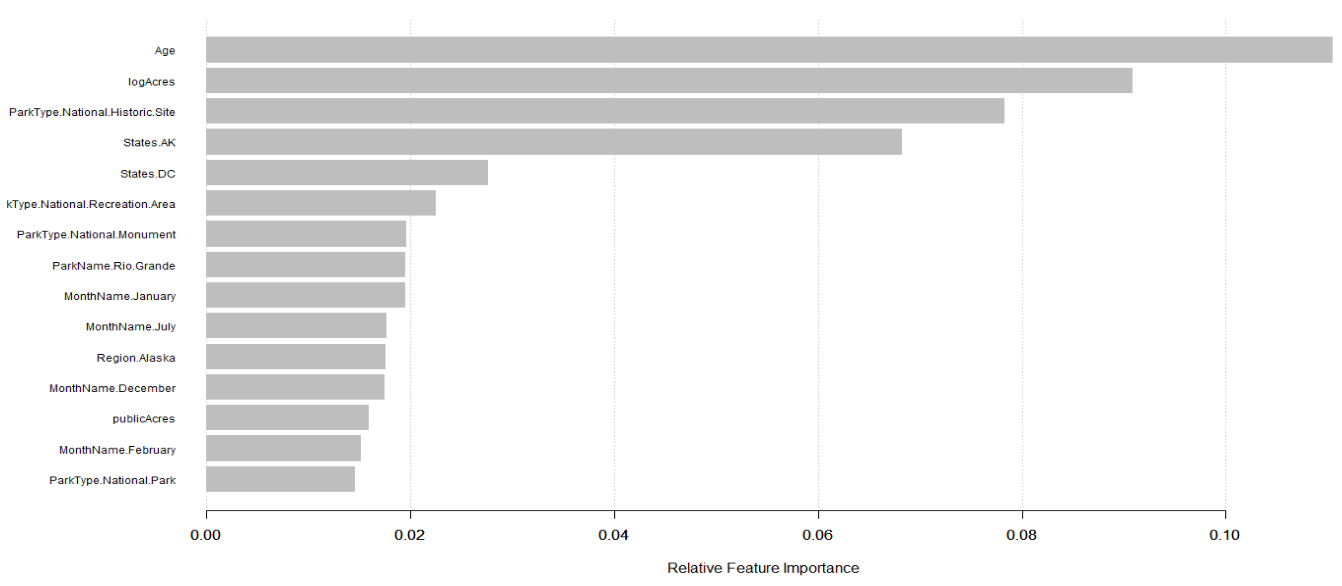 Age
logAcres
ParkType.National.Historic.Site
States.AK
States.DC
kType.National.Recreation.Area
ParkType.National.Monument
ParkName.Rio.Grande
MonthName.January
MonthName.July
Region.Alaska
MonthName.December
publicAcres
MonthName.February
ParkType.National.Park
0.00 0.02 0.04 0.06 0.08 0.10
Relative Feature Importance